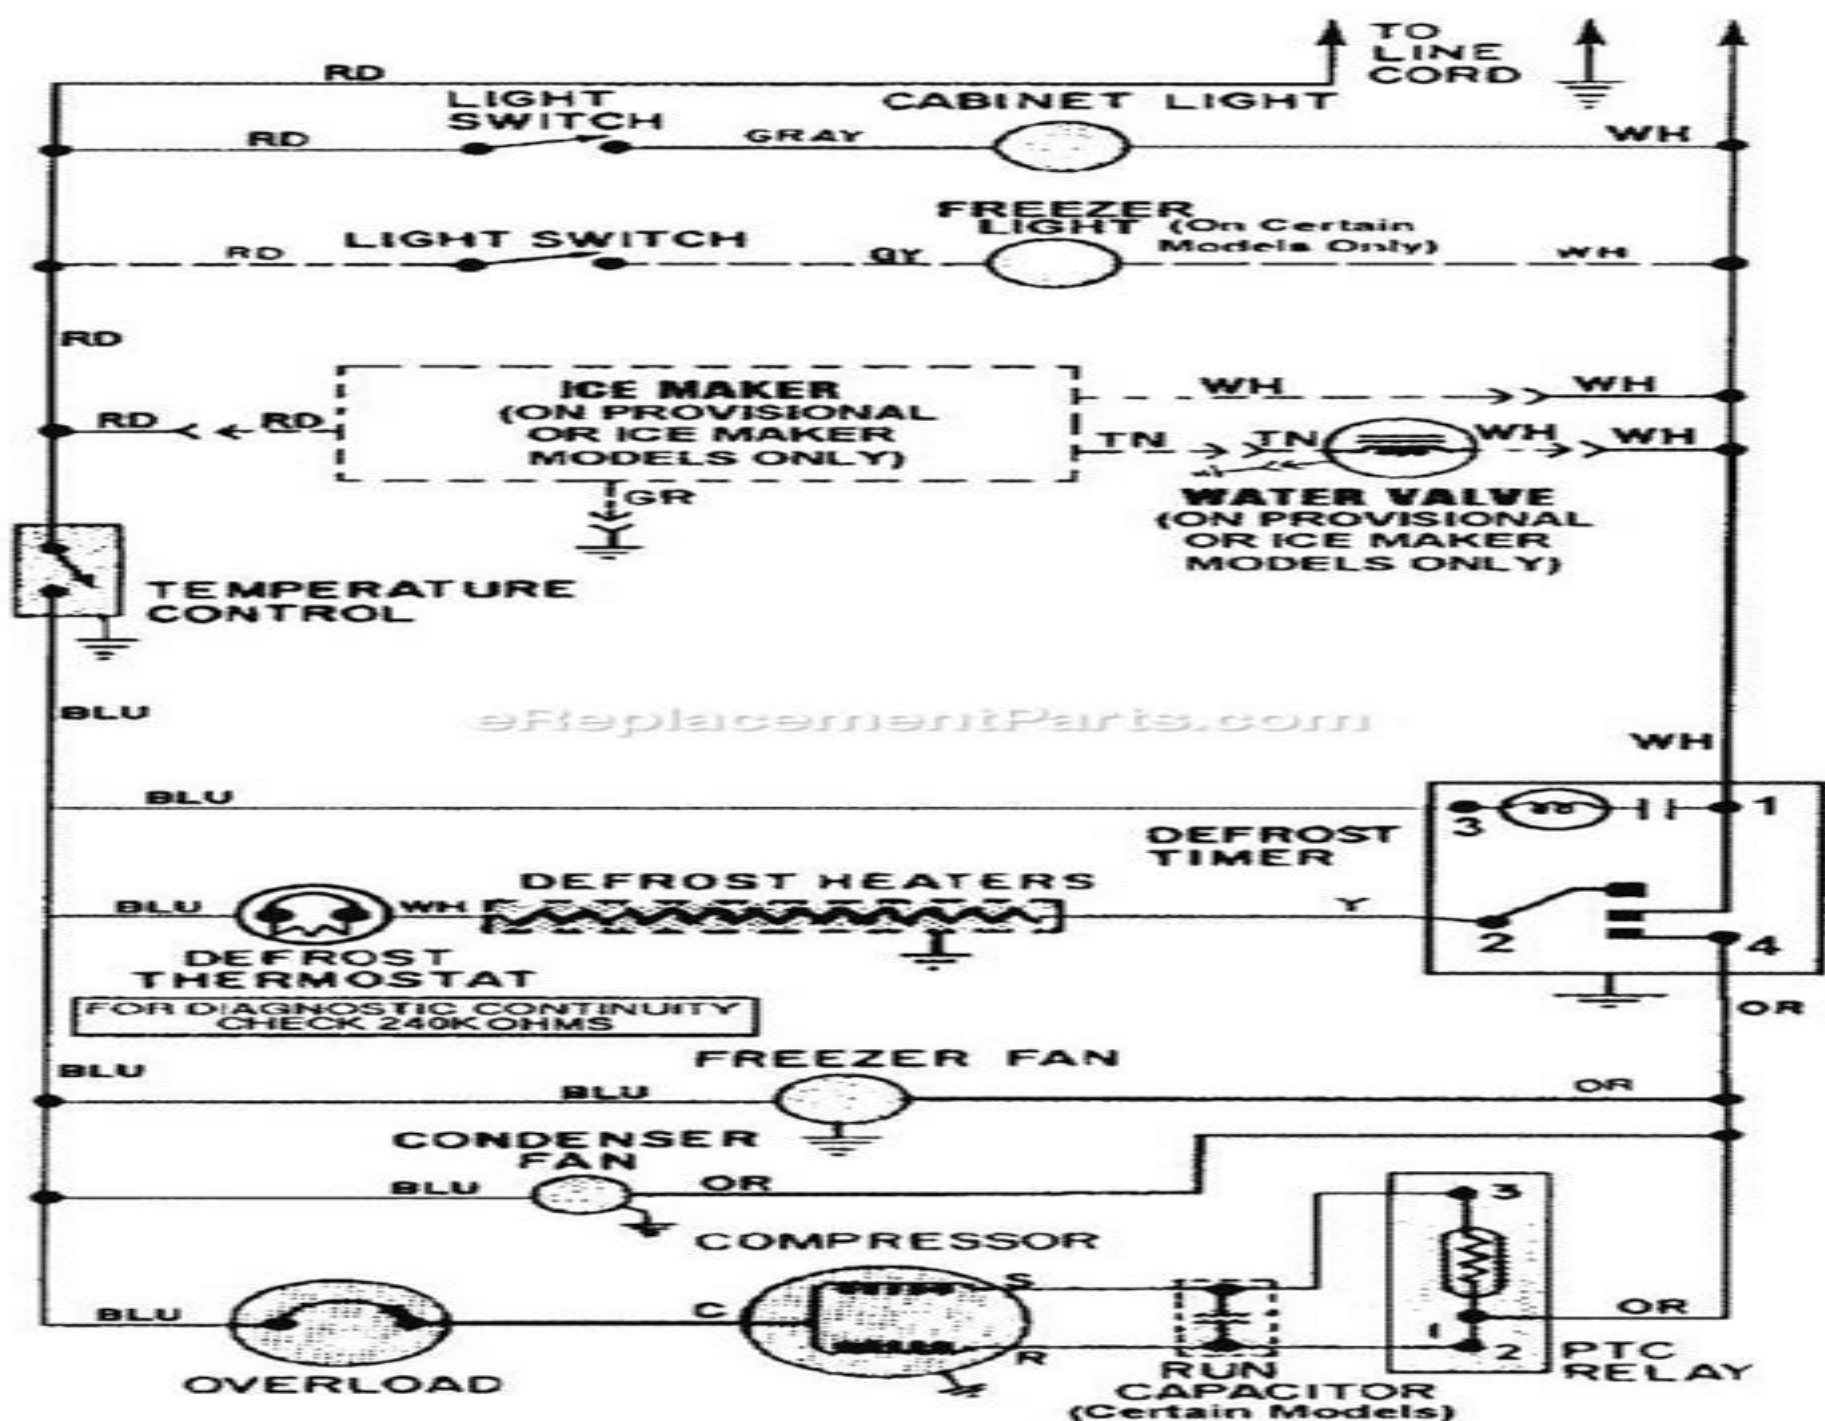 TO
LINE
CORD
RD
LIGHT
SWITCH
CABINET LIGHT
RD
GRAY
WH
FREEZER
LIGHT (On Certain
Models Only)
LIGHT SWITCH
RD
GY
WH
RD
ICE MAKER
(ON PROVISIONAL
OR ICE MAKER
MODELS ONLY)
WH
WH
RD
RD
TN
TN
WH
WH
GR
WATER VALVE
(ON PROVISIONAL
OR ICE MAKER
MODELS ONLY)
TEMPERATURE
CONTROL
BLU
eReplacementParts.com
WH
BLU
3
1
DEFROST
TIMER
DEFROST HEATERS
BLU
WH
Y
2
4
DEFROST
THERMOSTAT
FOR DIAGNOSTIC CONTINUITY
CHECK 240K OHMS
OR
FREEZER FAN
BLU
BLU
OR
CONDENSER
FAN
BLU
OR
3
COMPRESSOR
S
BLU
C
OR
1
R
2
PTC
RELAY
OVERLOAD
RUN
CAPACITOR
(Certain Models)